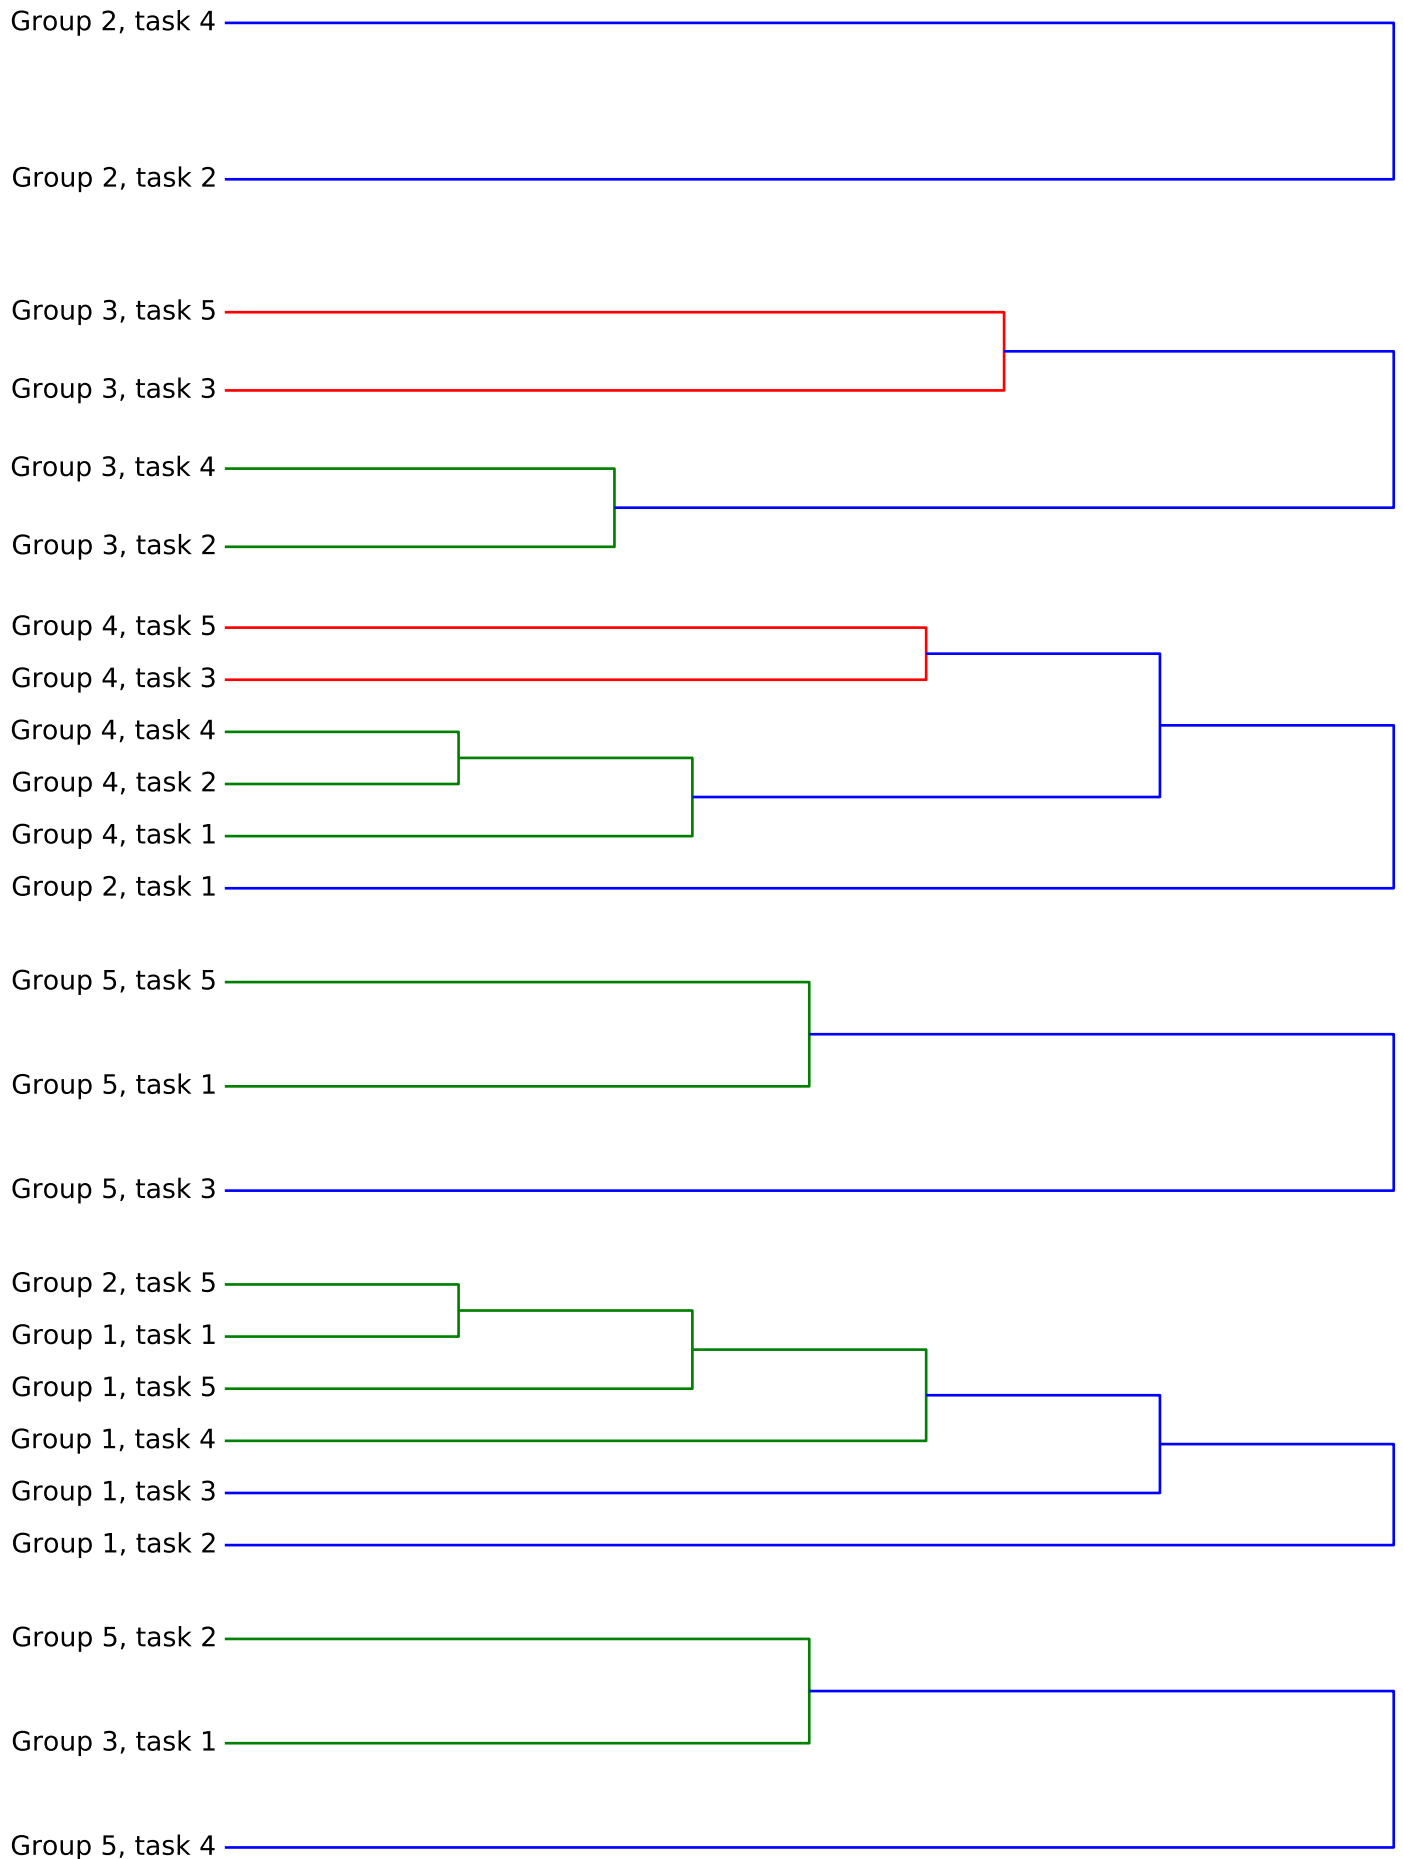 Group 2, task 4
Group 2, task 2
Group 3, task 5
Group 3, task 3
Group 3, task 4
Group 3, task 2
Group 4, task 5
Group 4, task 3
Group 4, task 4
Group 4, task 2
Group 4, task 1
Group 2, task 1
Group 5, task 5
Group 5, task 1
Group 5, task 3
Group 2, task 5
Group 1, task 1
Group 1, task 5
Group 1, task 4
Group 1, task 3
Group 1, task 2
Group 5, task 2
Group 3, task 1
Group 5, task 4